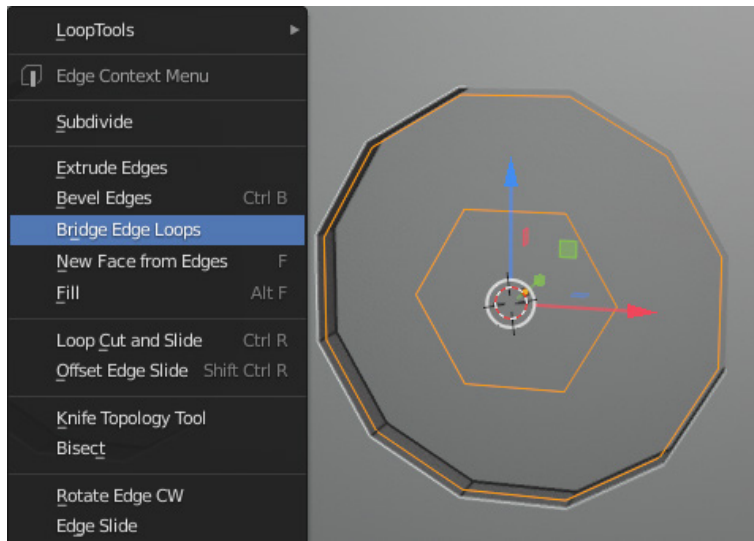 LoopTools
Edge Context Menu
Subdivide
Extrude Edges
Bevel Edges Ctrl B
Bridge Edge Loops
New Face from Edges F
Fill Alt F
Loop Cut and Slide Ctrl R
Offset Edge Slide Shift Ctrl R
Knife Topology Tool
Bisect
Rotate Edge CW
Edge Slide